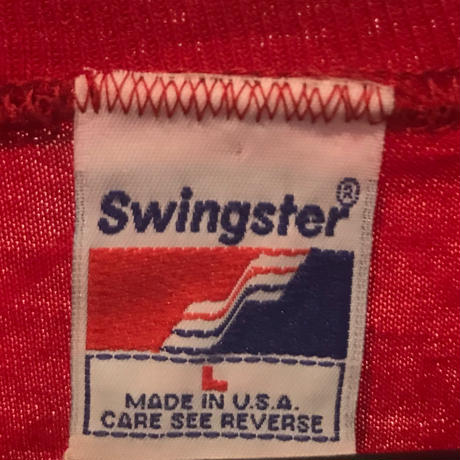 Swingster®
L
MADE IN U.S.A.
CARE SEE REVERSE